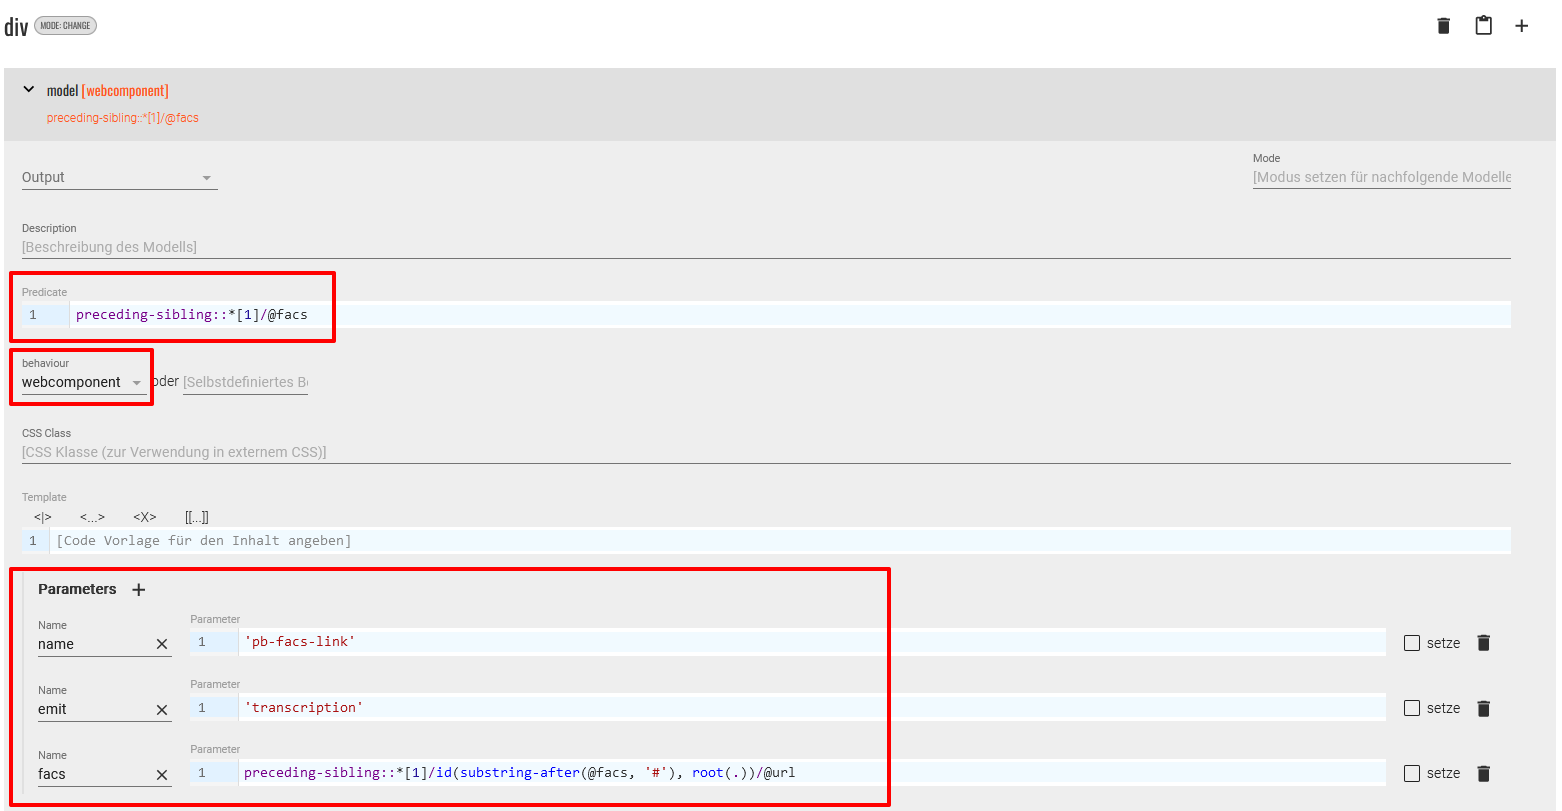 div MODE: CHANGE
model [webcomponent]
preceding-sibling::*[1]/@facs
Output
Mode
[Modus setzen für nachfolgende Modelle
Description
[Beschreibung des Modells]
Predicate
1 preceding-sibling::*[1]/@facs
behaviour
webcomponent oder [Selbstdefiniertes Be
CSS Class
[CSS Klasse (zur Verwendung in externem CSS)]
Template
<|> <...> <X> [[...]]
1 [Code Vorlage für den Inhalt angeben]
Parameters +
Name Parameter
name 1 'pb-facs-link' setze
Name Parameter
emit 1 'transcription' setze
Name Parameter
facs 1 preceding-sibling::*[1]/id(substring-after(@facs, '#'), root(.))/@url setze